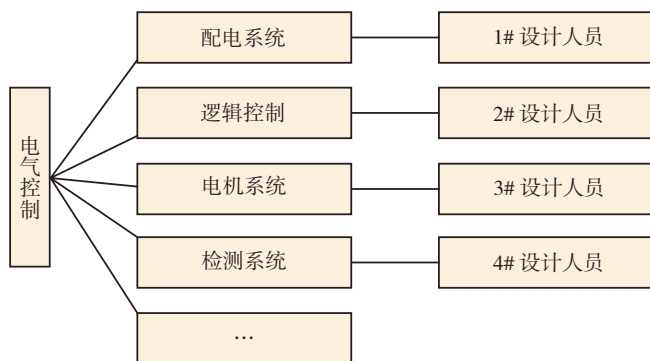 电气控制
配电系统
1# 设计人员
逻辑控制
2# 设计人员
电机系统
3# 设计人员
检测系统
4# 设计人员
…